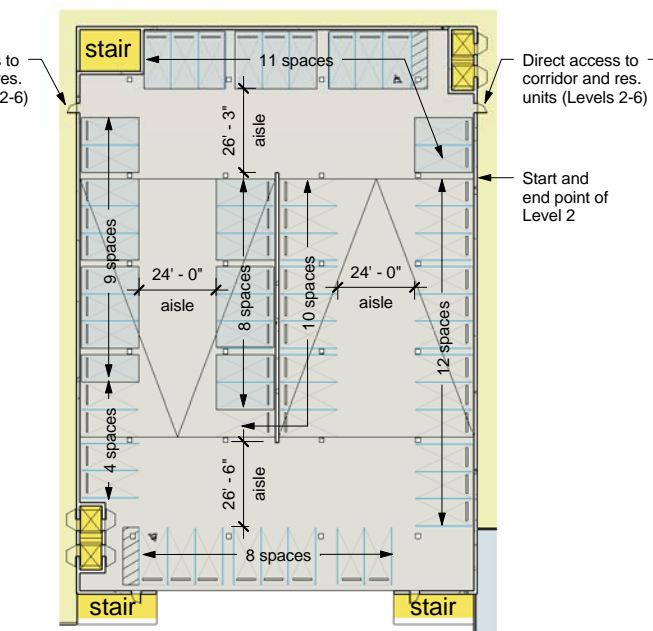 stair
s to
res.
2-6)
11 spaces
Direct access to
corridor and res.
units (Levels 2-6)
26' - 3"
aisle
Start and
end point of
Level 2
9 spaces
24' - 0"
aisle
8 spaces
10 spaces
24' - 0"
aisle
12 spaces
4 spaces
26' - 6"
aisle
8 spaces
stair
stair